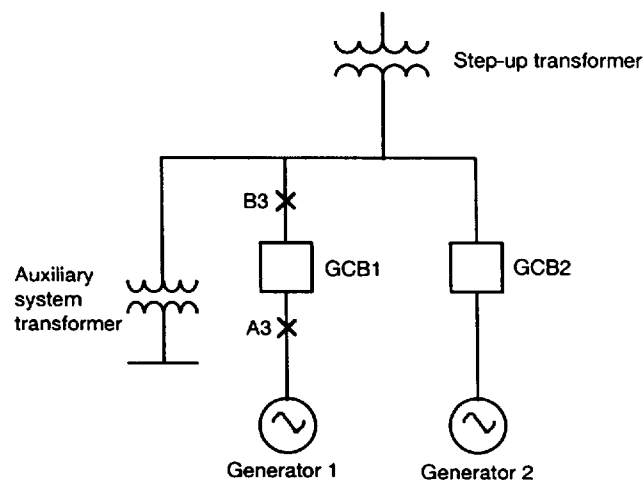 Step-up transformer
B3
GCB1
GCB2
Auxiliary
system
transformer
A3
Generator 1
Generator 2